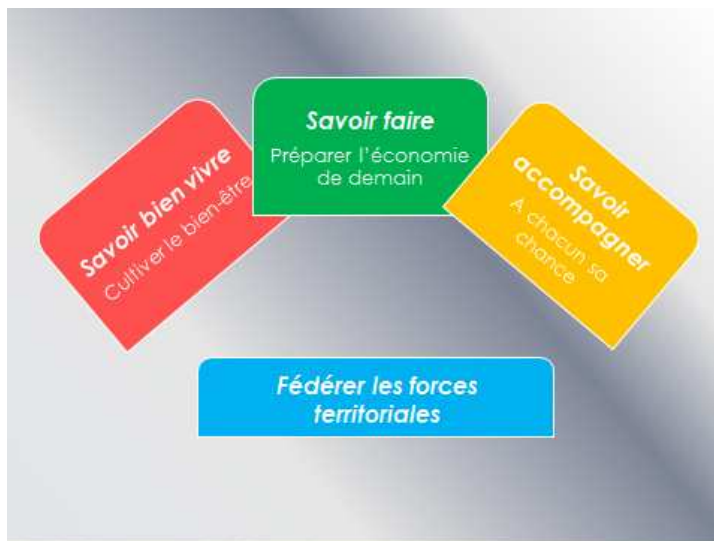 Savoir bien vivre
Cultiver le bien-être
Savoir faire
Préparer l'économie
de demain
Savoir
accompagner
A chacun sa
chance
Fédérer les forces
territoriales